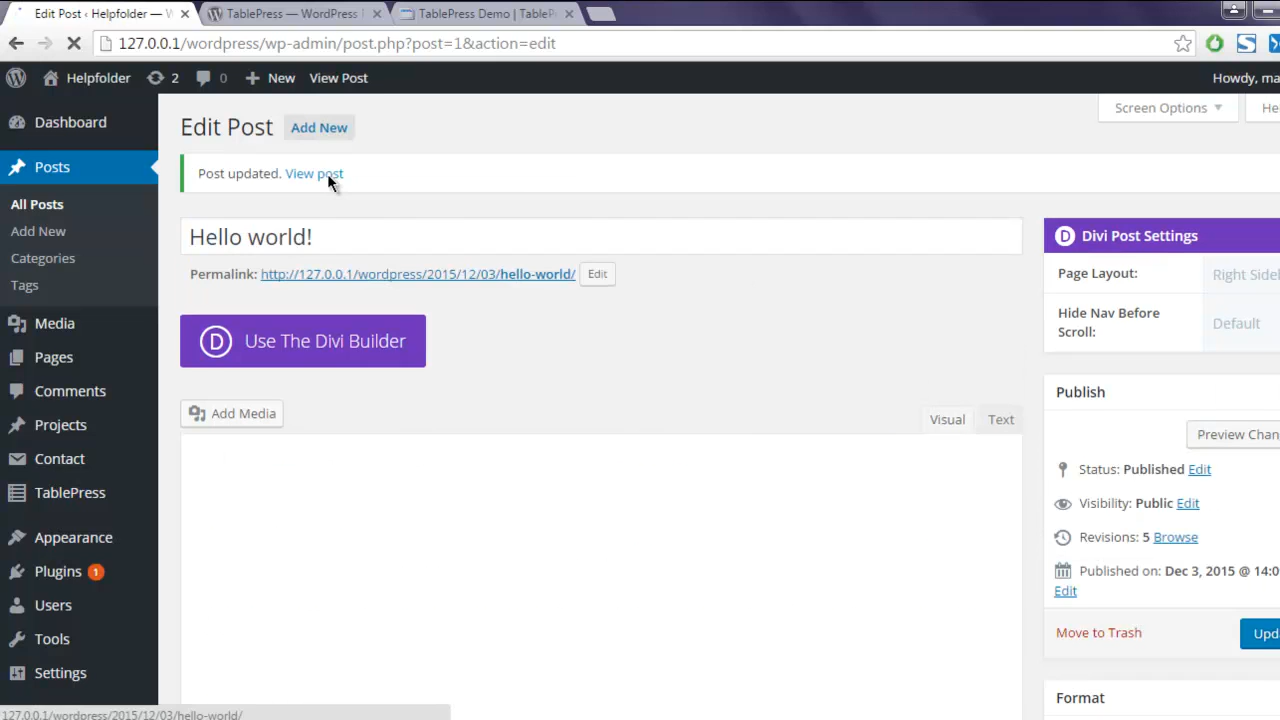 Edit Post ‹ Helpfolder — W
TablePress — WordPress
TablePress Demo | TableP
127.0.0.1/wordpress/wp-admin/post.php?post=1&action=edit
Helpfolder 2 0 New View Post Howdy, ma
Screen Options He
Dashboard
Posts
All Posts
Add New
Categories
Tags
Media
Pages
Comments
Projects
Contact
TablePress
Appearance
Plugins 1
Users
Tools
Settings
Edit Post Add New
Post updated. View post
Hello world!
Permalink: http://127.0.0.1/wordpress/2015/12/03/hello-world/ Edit
D Use The Divi Builder
Add Media
Visual Text
D Divi Post Settings
Page Layout: Right Side
Hide Nav Before
Scroll: Default
Publish
Preview Chan
Status: Published Edit
Visibility: Public Edit
Revisions: 5 Browse
Published on: Dec 3, 2015 @ 14:0
Edit
Move to Trash Upd
Format
127.0.0.1/wordpress/2015/12/03/hello-world/